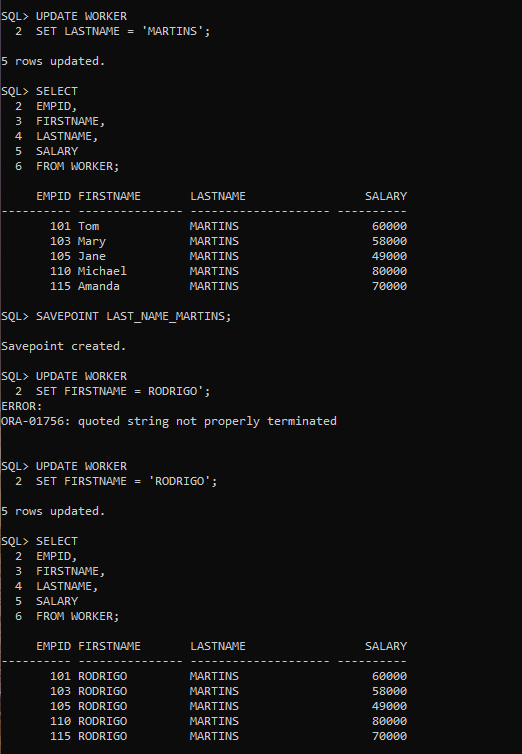 SQL> UPDATE WORKER
  2  SET LASTNAME = 'MARTINS';
5 rows updated.
SQL> SELECT
  2  EMPID,
  3  FIRSTNAME,
  4  LASTNAME,
  5  SALARY
  6  FROM WORKER;
     EMPID FIRSTNAME       LASTNAME                 SALARY
---------- --------------- -------------------- ----------
       101 Tom             MARTINS                   60000
       103 Mary            MARTINS                   58000
       105 Jane            MARTINS                   49000
       110 Michael         MARTINS                   80000
       115 Amanda          MARTINS                   70000
SQL> SAVEPOINT LAST_NAME_MARTINS;
Savepoint created.
SQL> UPDATE WORKER
  2  SET FIRSTNAME = RODRIGO';
ERROR:
ORA-01756: quoted string not properly terminated
SQL> UPDATE WORKER
  2  SET FIRSTNAME = 'RODRIGO';
5 rows updated.
SQL> SELECT
  2  EMPID,
  3  FIRSTNAME,
  4  LASTNAME,
  5  SALARY
  6  FROM WORKER;
     EMPID FIRSTNAME       LASTNAME                 SALARY
---------- --------------- -------------------- ----------
       101 RODRIGO         MARTINS                   60000
       103 RODRIGO         MARTINS                   58000
       105 RODRIGO         MARTINS                   49000
       110 RODRIGO         MARTINS                   80000
       115 RODRIGO         MARTINS                   70000